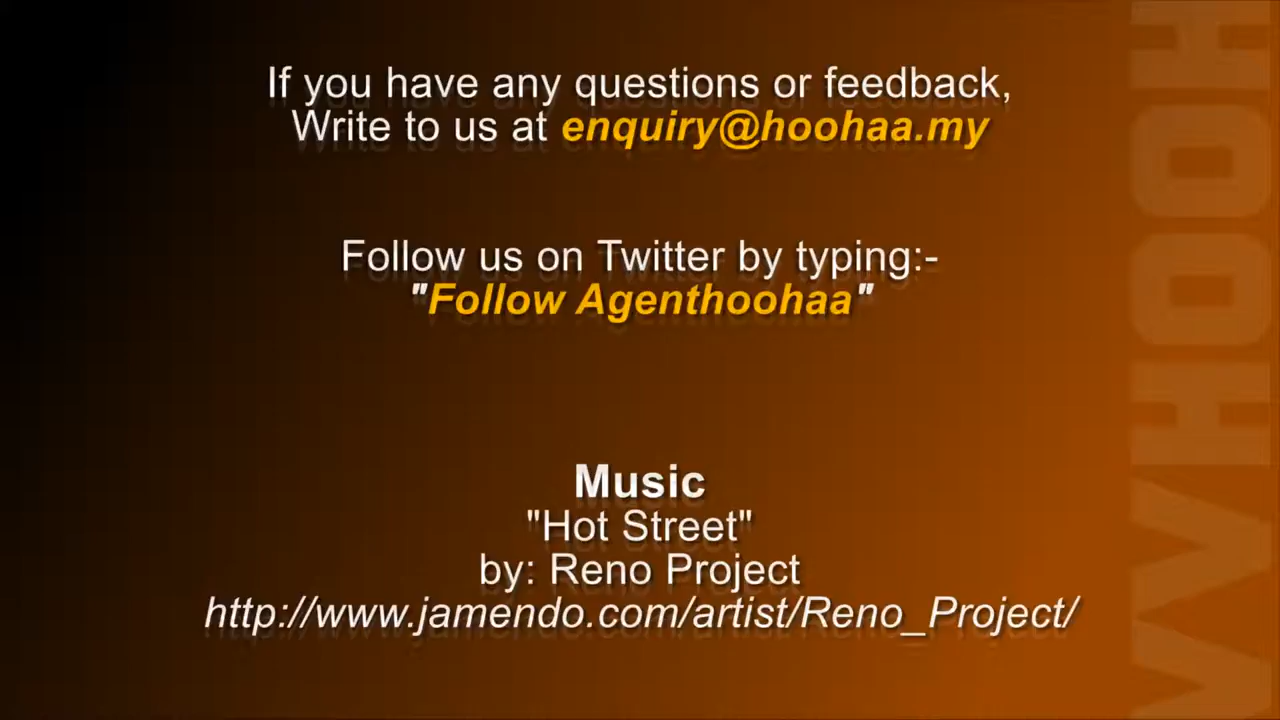 If you have any questions or feedback,
Write to us at enquiry@hoohaa.my
Follow us on Twitter by typing:-
"Follow Agenthoohaa"
Music
"Hot Street"
by: Reno Project
http://www.jamendo.com/artist/Reno_Project/
WHOOH